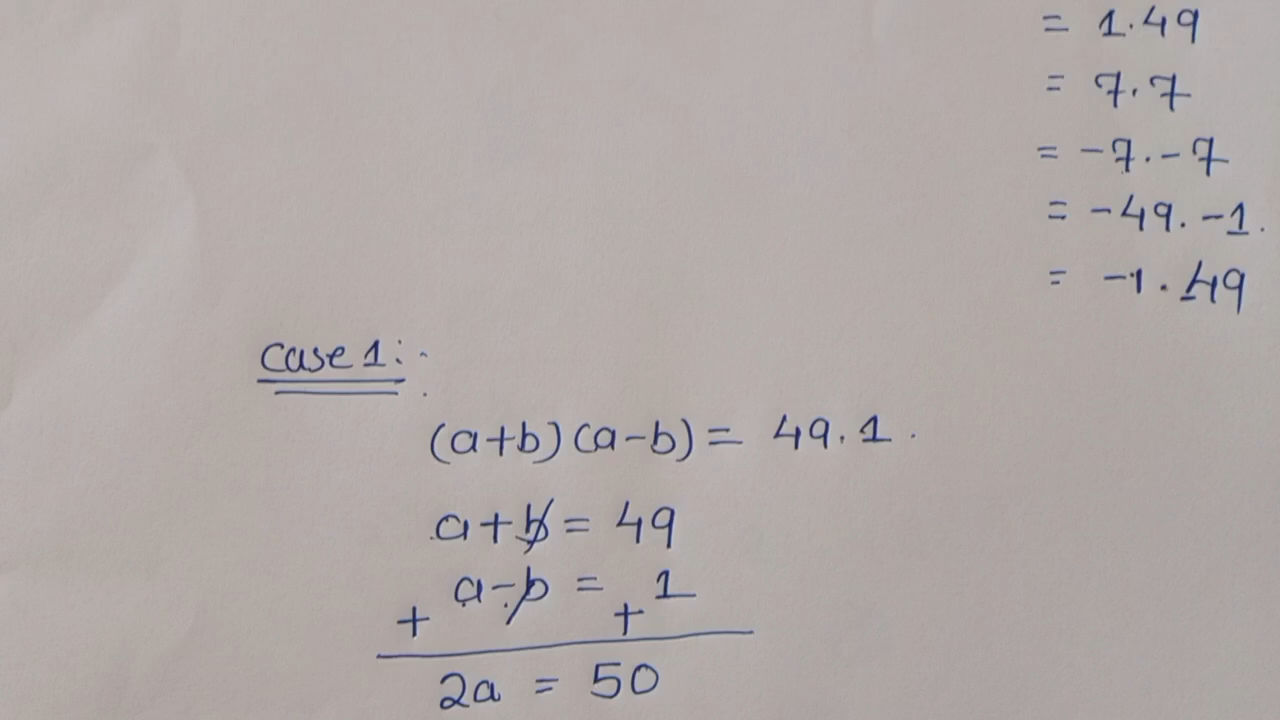 = 1.49
= 7.7
= -7.-7
= -49.-1.
= -1.49
Case 1:.
(a+b)(a-b) = 49.1.
a+b = 49
+ a-b = + 1
2a = 50